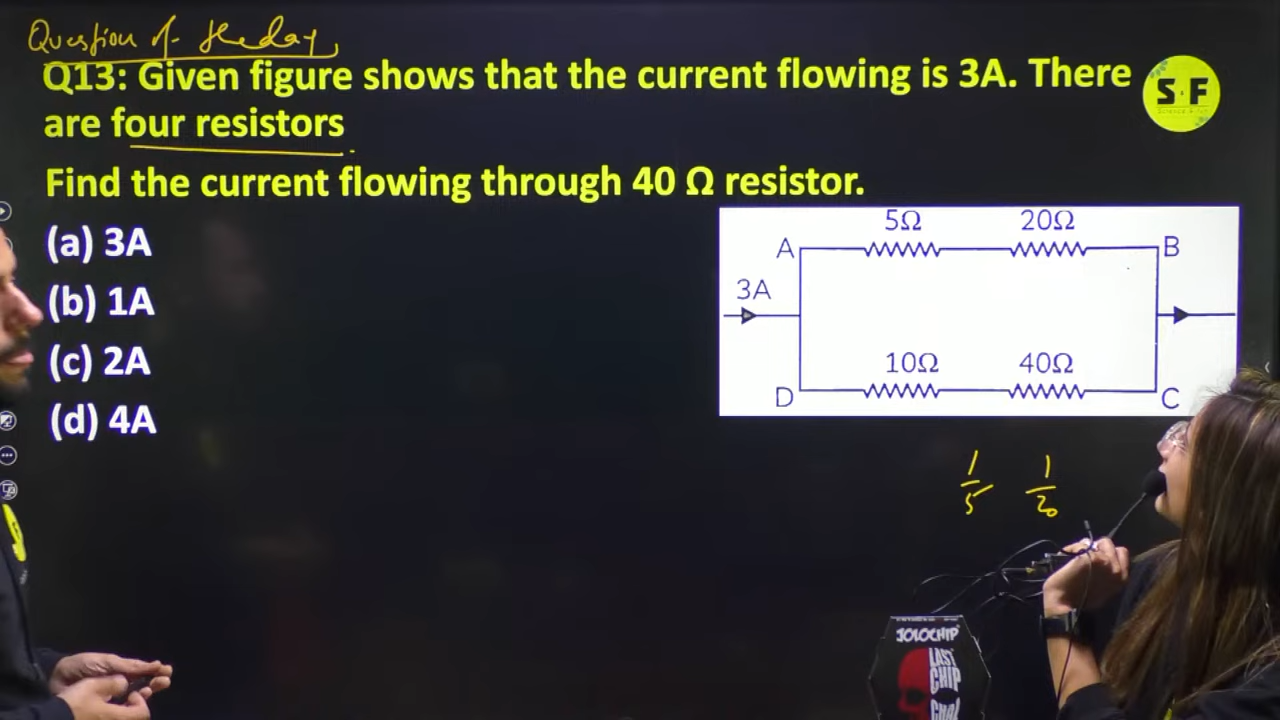 Question of the day,
Q13: Given figure shows that the current flowing is 3A. There
are four resistors
S·F
Find the current flowing through 40 Ω resistor.
(a) 3A
(b) 1A
(c) 2A
(d) 4A
5Ω 20Ω
A B
3A
10Ω 40Ω
D C
1/5 1/20
JOLOCHIP
LAST
CHIP